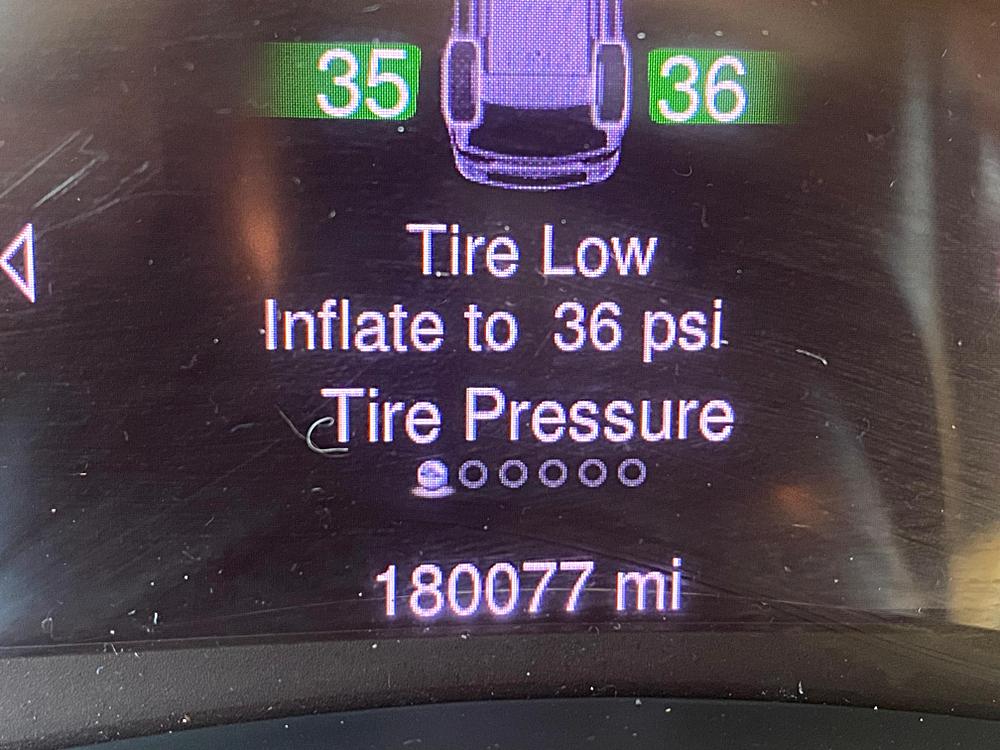 35 36
Tire Low
Inflate to 36 psi
Tire Pressure
180077 mi